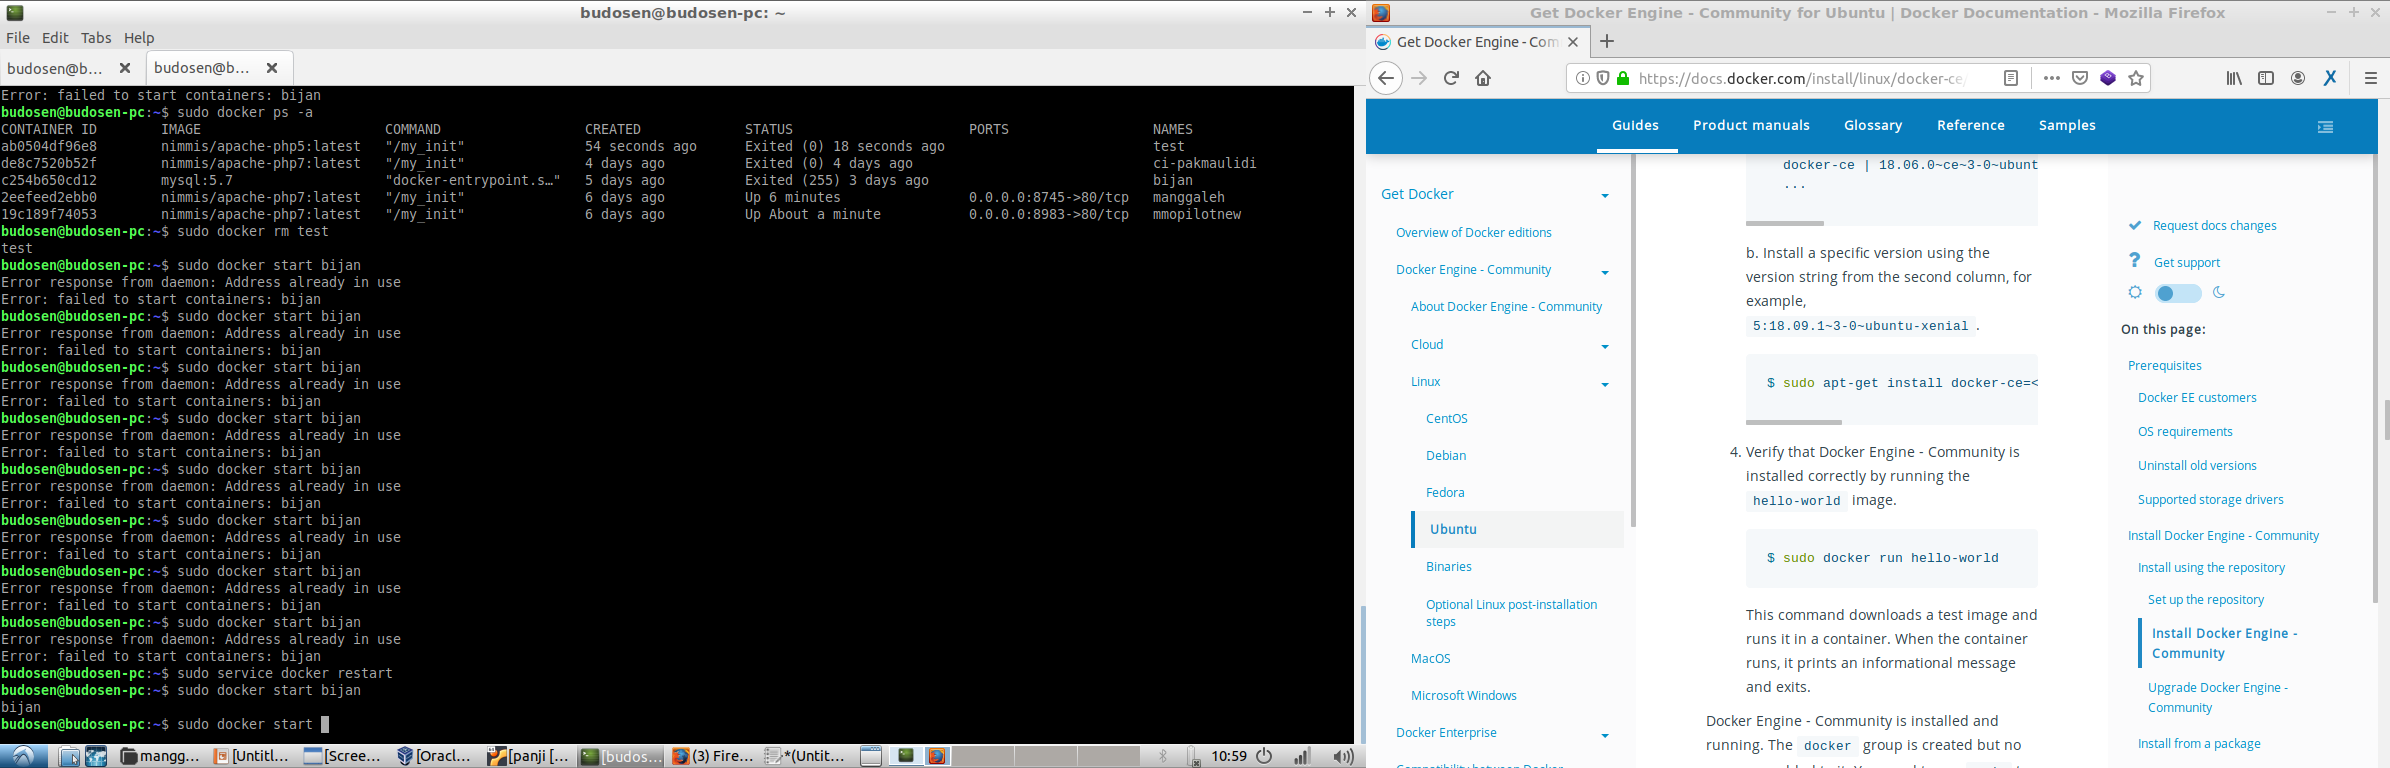 budosen@budosen-pc: ~
File Edit Tabs Help
budosen@b... budosen@b...
Error: failed to start containers: bijan
budosen@budosen-pc:~$ sudo docker ps -a
CONTAINER ID IMAGE COMMAND CREATED STATUS PORTS NAMES
ab0504df96e8 nimmis/apache-php5:latest "/my_init" 54 seconds ago Exited (0) 18 seconds ago test
de8c7520b52f nimmis/apache-php7:latest "/my_init" 4 days ago Exited (0) 4 days ago ci-pakmaulidi
c254b650cd12 mysql:5.7 "docker-entrypoint.s…" 5 days ago Exited (255) 3 days ago bijan
2eefeed2ebb0 nimmis/apache-php7:latest "/my_init" 6 days ago Up 6 minutes 0.0.0.0:8745->80/tcp manggaleh
19c189f74053 nimmis/apache-php7:latest "/my_init" 6 days ago Up About a minute 0.0.0.0:8983->80/tcp mmopilotnew
budosen@budosen-pc:~$ sudo docker rm test
test
budosen@budosen-pc:~$ sudo docker start bijan
Error response from daemon: Address already in use
Error: failed to start containers: bijan
budosen@budosen-pc:~$ sudo docker start bijan
Error response from daemon: Address already in use
Error: failed to start containers: bijan
budosen@budosen-pc:~$ sudo docker start bijan
Error response from daemon: Address already in use
Error: failed to start containers: bijan
budosen@budosen-pc:~$ sudo docker start bijan
Error response from daemon: Address already in use
Error: failed to start containers: bijan
budosen@budosen-pc:~$ sudo docker start bijan
Error response from daemon: Address already in use
Error: failed to start containers: bijan
budosen@budosen-pc:~$ sudo docker start bijan
Error response from daemon: Address already in use
Error: failed to start containers: bijan
budosen@budosen-pc:~$ sudo docker start bijan
Error response from daemon: Address already in use
Error: failed to start containers: bijan
budosen@budosen-pc:~$ sudo docker start bijan
Error response from daemon: Address already in use
Error: failed to start containers: bijan
budosen@budosen-pc:~$ sudo service docker restart
budosen@budosen-pc:~$ sudo docker start bijan
bijan
budosen@budosen-pc:~$ sudo docker start
mangg... [Untitl... [Scree... [Oracl... [panji [... [budos... (3) Fire... *(Untit... 10:59
Get Docker Engine - Community for Ubuntu | Docker Documentation - Mozilla Firefox
Get Docker Engine - Com
https://docs.docker.com/install/linux/docker-ce/
Guides Product manuals Glossary Reference Samples
Get Docker
Overview of Docker editions
Docker Engine - Community
About Docker Engine - Community
Cloud
Linux
CentOS
Debian
Fedora
Ubuntu
Binaries
Optional Linux post-installation
steps
MacOS
Microsoft Windows
Docker Enterprise
docker-ce | 18.06.0~ce~3-0~ubunt
...
b. Install a specific version using the
version string from the second column, for
example,
5:18.09.1~3-0~ubuntu-xenial .
$ sudo apt-get install docker-ce=<
4. Verify that Docker Engine - Community is
installed correctly by running the
hello-world image.
$ sudo docker run hello-world
This command downloads a test image and
runs it in a container. When the container
runs, it prints an informational message
and exits.
Docker Engine - Community is installed and
running. The docker group is created but no
Request docs changes
Get support
On this page:
Prerequisites
Docker EE customers
OS requirements
Uninstall old versions
Supported storage drivers
Install Docker Engine - Community
Install using the repository
Set up the repository
Install Docker Engine -
Community
Upgrade Docker Engine -
Community
Install from a package